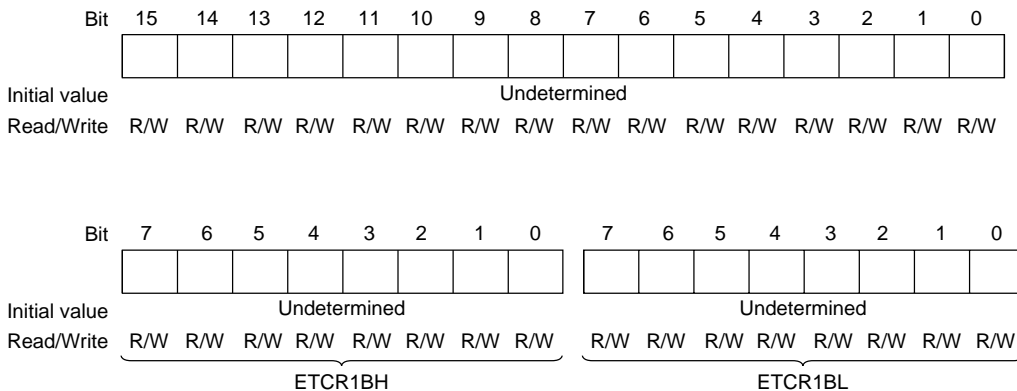 Bit 15 14 13 12 11 10 9 8 7 6 5 4 3 2 1 0
Initial value Undetermined
Read/Write R/W R/W R/W R/W R/W R/W R/W R/W R/W R/W R/W R/W R/W R/W R/W R/W
Bit 7 6 5 4 3 2 1 0 7 6 5 4 3 2 1 0
Initial value Undetermined Undetermined
Read/Write R/W R/W R/W R/W R/W R/W R/W R/W R/W R/W R/W R/W R/W R/W R/W R/W
ETCR1BH ETCR1BL